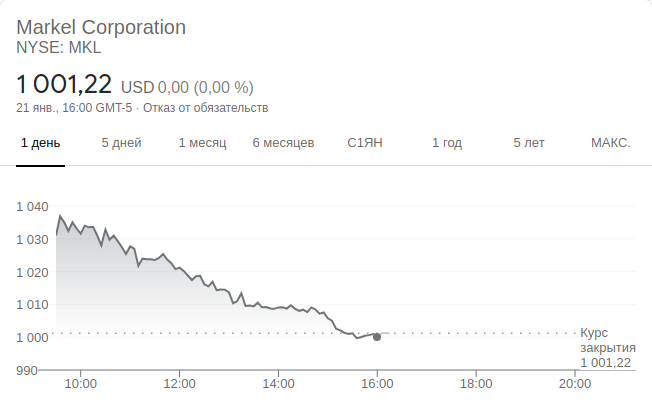 Markel Corporation
NYSE: MKL
1 001,22 USD 0,00 (0,00 %)
21 янв., 16:00 GMT-5 · Отказ от обязательств
1 день 5 дней 1 месяц 6 месяцев С1ЯН 1 год 5 лет МАКС.
1 040
1 030
1 020
1 010
1 000
990
Курс
закрытия
1 001,22
10:00 12:00 14:00 16:00 18:00 20:00